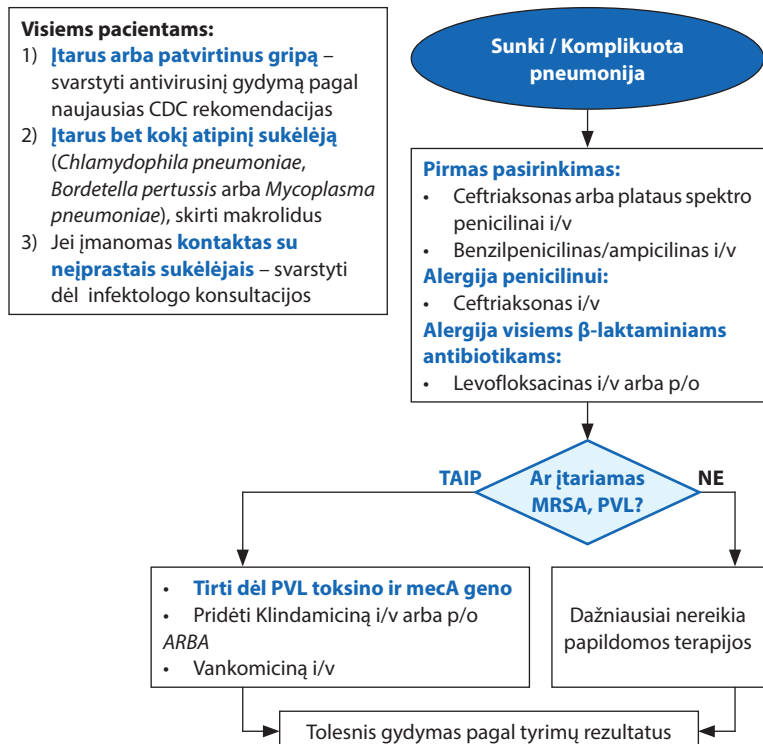 Visiems pacientams:
1) Įtarus arba patvirtinus gripą –
svarstyti antivirusinį gydymą pagal
naujausias CDC rekomendacijas
2) Įtarus bet kokį atipinį sukėlėją
(Chlamydophila pneumoniae,
Bordetella pertussis arba Mycoplasma
pneumoniae), skirti makrolidus
3) Jei įmanomas kontaktas su
neįprastais sukėlėjais – svarstyti
dėl infektologo konsultacijos
Sunki / Komplikuota
pneumonija
Pirmas pasirinkimas:
• Ceftriaksonas arba plataus spektro
penicilinai i/v
• Benzilpenicilinas/ampicilinas i/v
Alergija penicilinui:
• Ceftriaksonas i/v
Alergija visiems β-laktaminiams
antibiotikams:
• Levofloksacinas i/v arba p/o
TAIP
Ar įtariamas
MRSA, PVL?
NE
• Tirti dėl PVL toksino ir mecA geno
• Pridėti Klindamiciną i/v arba p/o
ARBA
• Vankomiciną i/v
Dažniausiai nereikia
papildomos terapijos
Tolesnis gydymas pagal tyrimų rezultatus